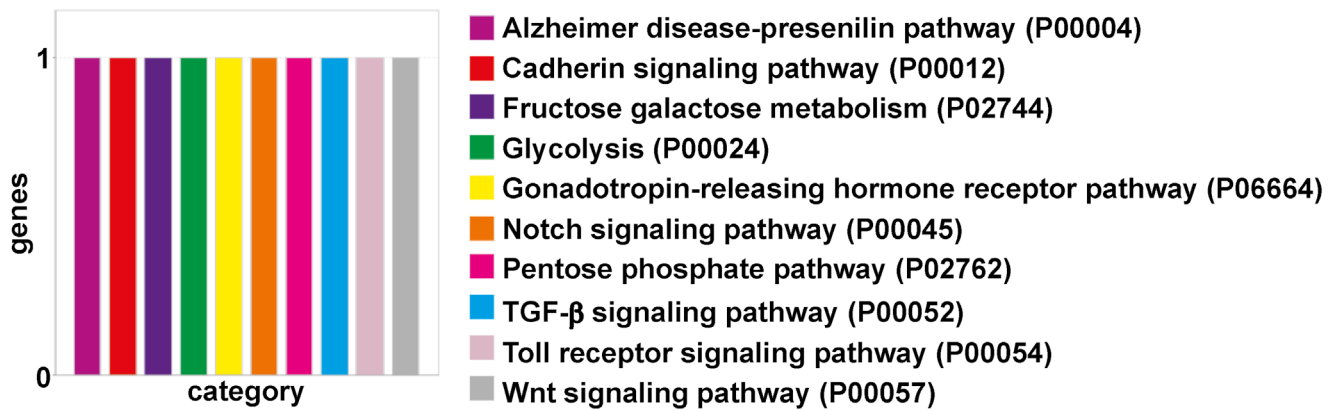 1
0
genes
category
Alzheimer disease-presenilin pathway (P00004)
Cadherin signaling pathway (P00012)
Fructose galactose metabolism (P02744)
Glycolysis (P00024)
Gonadotropin-releasing hormone receptor pathway (P06664)
Notch signaling pathway (P00045)
Pentose phosphate pathway (P02762)
TGF-β signaling pathway (P00052)
Toll receptor signaling pathway (P00054)
Wnt signaling pathway (P00057)